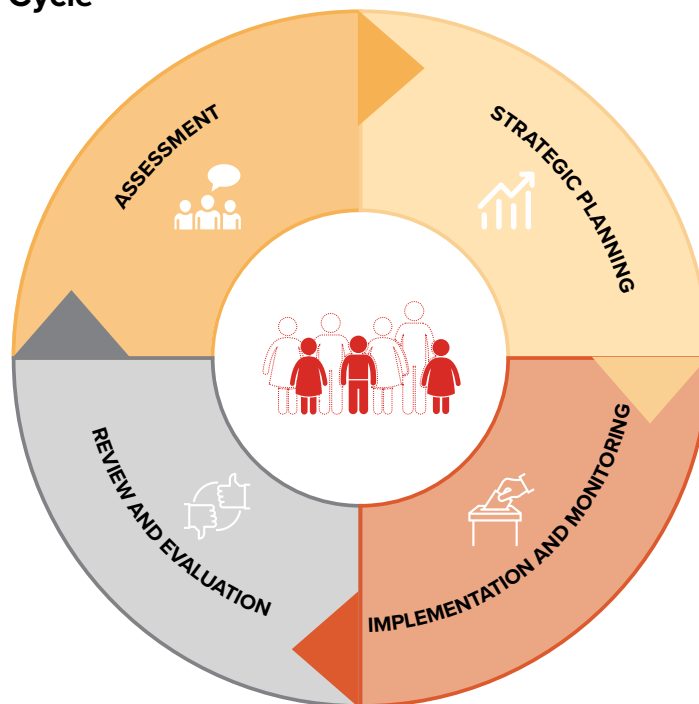 Cycle
ASSESSMENT
STRATEGIC PLANNING
IMPLEMENTATION AND MONITORING
REVIEW AND EVALUATION